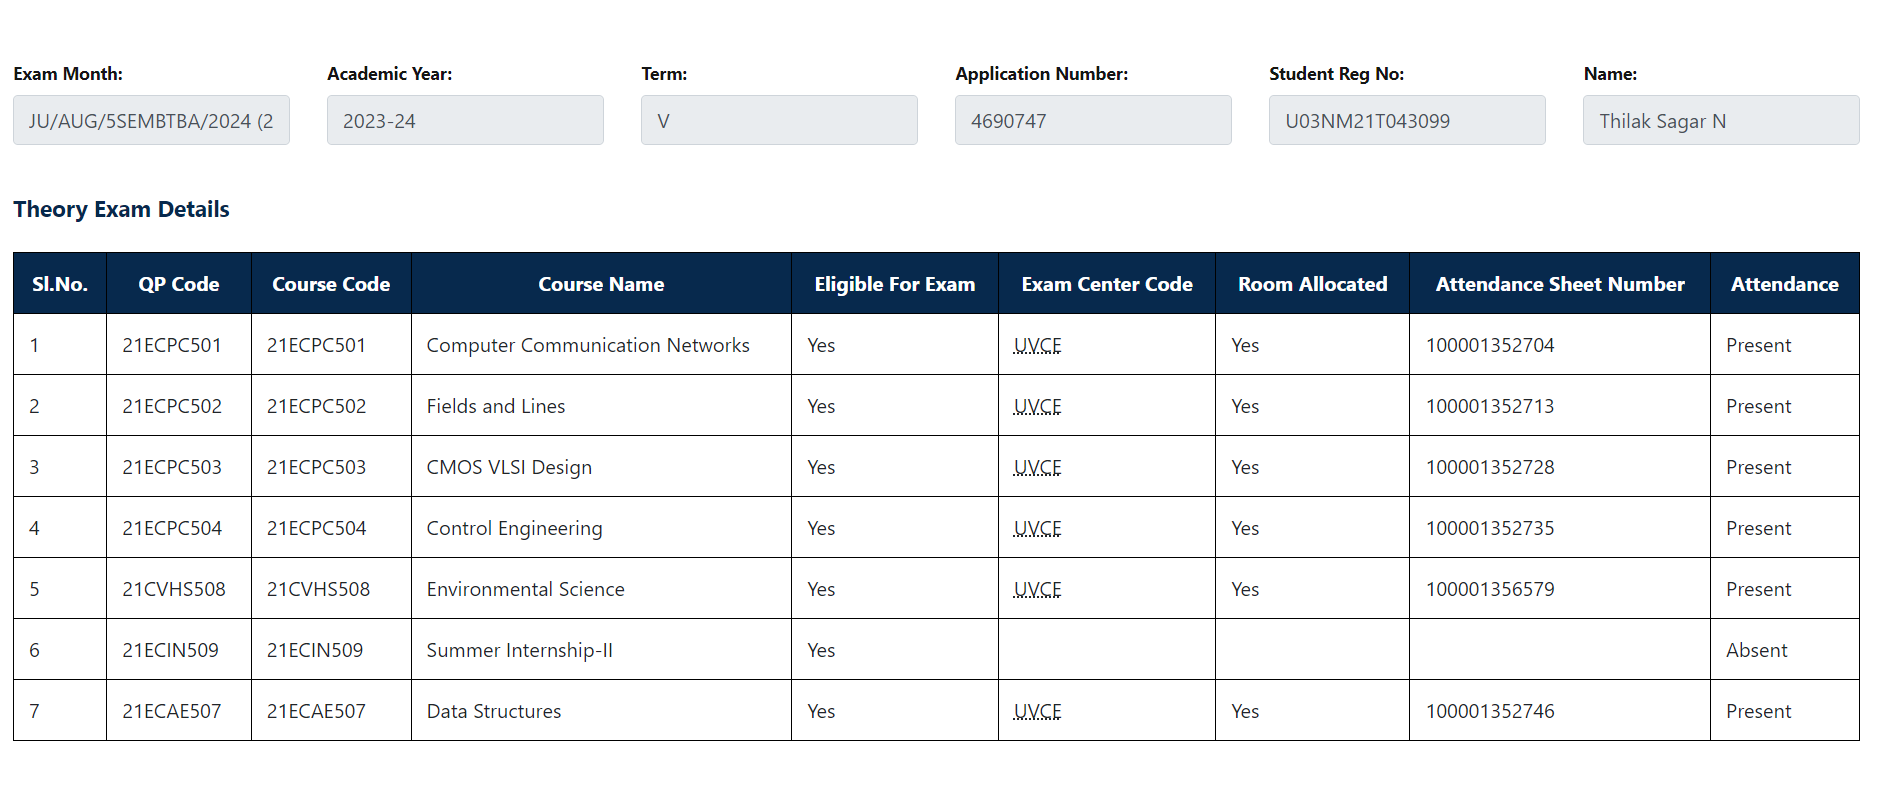 Exam Month: Academic Year: Term: Application Number: Student Reg No: Name:
JU/AUG/5SEMBTBA/2024 (2 2023-24 V 4690747 U03NM21T043099 Thilak Sagar N
Theory Exam Details
Sl.No. QP Code Course Code Course Name Eligible For Exam Exam Center Code Room Allocated Attendance Sheet Number Attendance
1 21ECPC501 21ECPC501 Computer Communication Networks Yes UVCE Yes 100001352704 Present
2 21ECPC502 21ECPC502 Fields and Lines Yes UVCE Yes 100001352713 Present
3 21ECPC503 21ECPC503 CMOS VLSI Design Yes UVCE Yes 100001352728 Present
4 21ECPC504 21ECPC504 Control Engineering Yes UVCE Yes 100001352735 Present
5 21CVHS508 21CVHS508 Environmental Science Yes UVCE Yes 100001356579 Present
6 21ECIN509 21ECIN509 Summer Internship-II Yes Absent
7 21ECAE507 21ECAE507 Data Structures Yes UVCE Yes 100001352746 Present